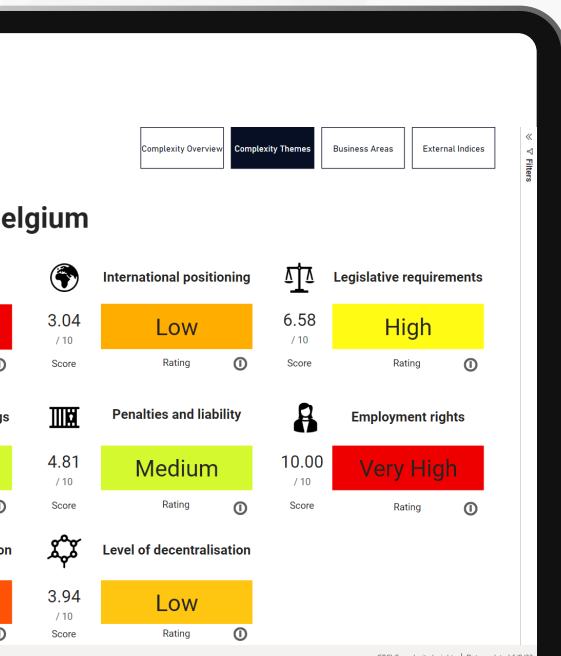 Complexity Overview
Complexity Themes
Business Areas
External Indices
Filters
elgium
International positioning
Legislative requirements
3.04
/ 10
Score
Low
Rating
6.58
/ 10
Score
High
Rating
gs
Penalties and liability
Employment rights
4.81
/ 10
Score
Medium
Rating
10.00
/ 10
Score
Very High
Rating
on
Level of decentralisation
3.94
/ 10
Score
Low
Rating